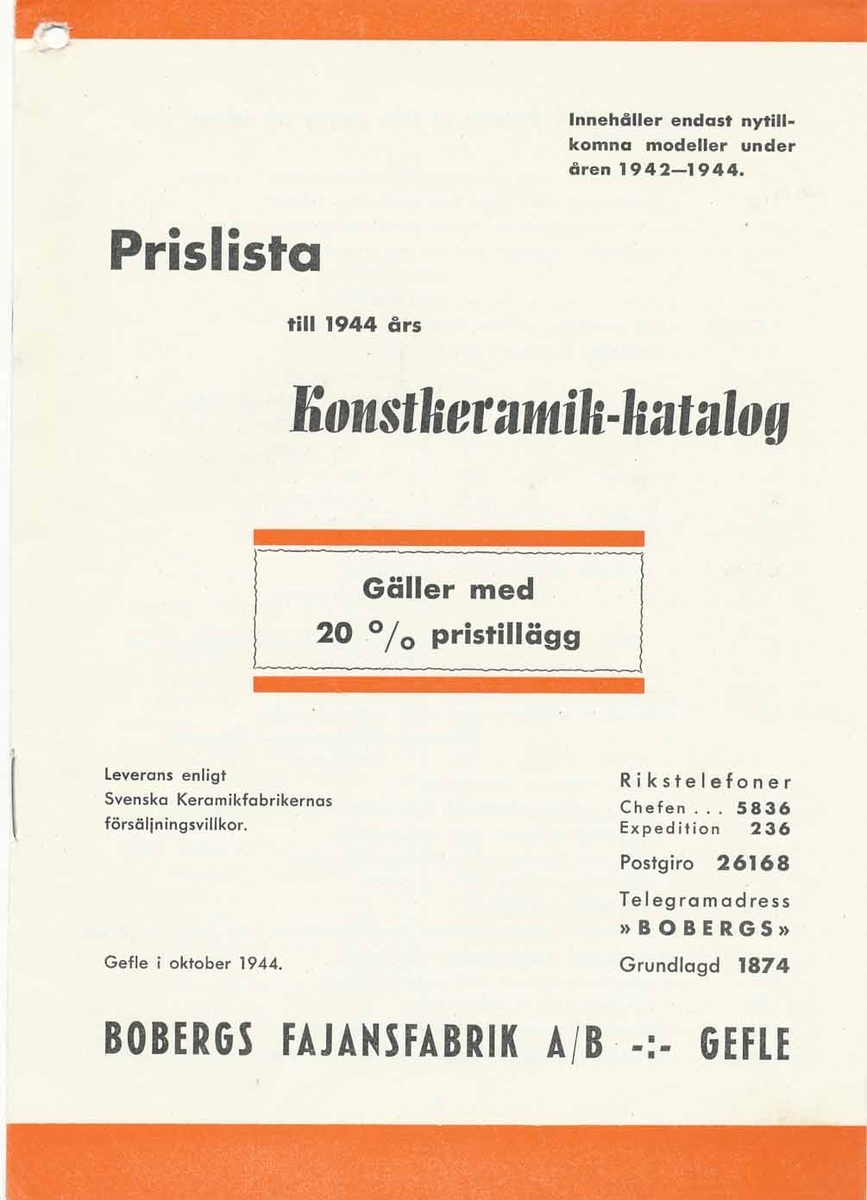 Innehåller endast nytill-
komna modeller under
åren 1942—1944.
Prislista
till 1944 års
Konstkeramik-katalog
Gäller med
20 % pristillägg
Leverans enligt
Svenska Keramikfabrikernas
försäljningsvillkor.
Rikstelefoner
Chefen ... 5836
Expedition 236
Postgiro 26168
Telegramadress
»BOBERGS»
Gefle i oktober 1944.
Grundlagd 1874
BOBERGS FAJANSFABRIK A/B -:- GEFLE